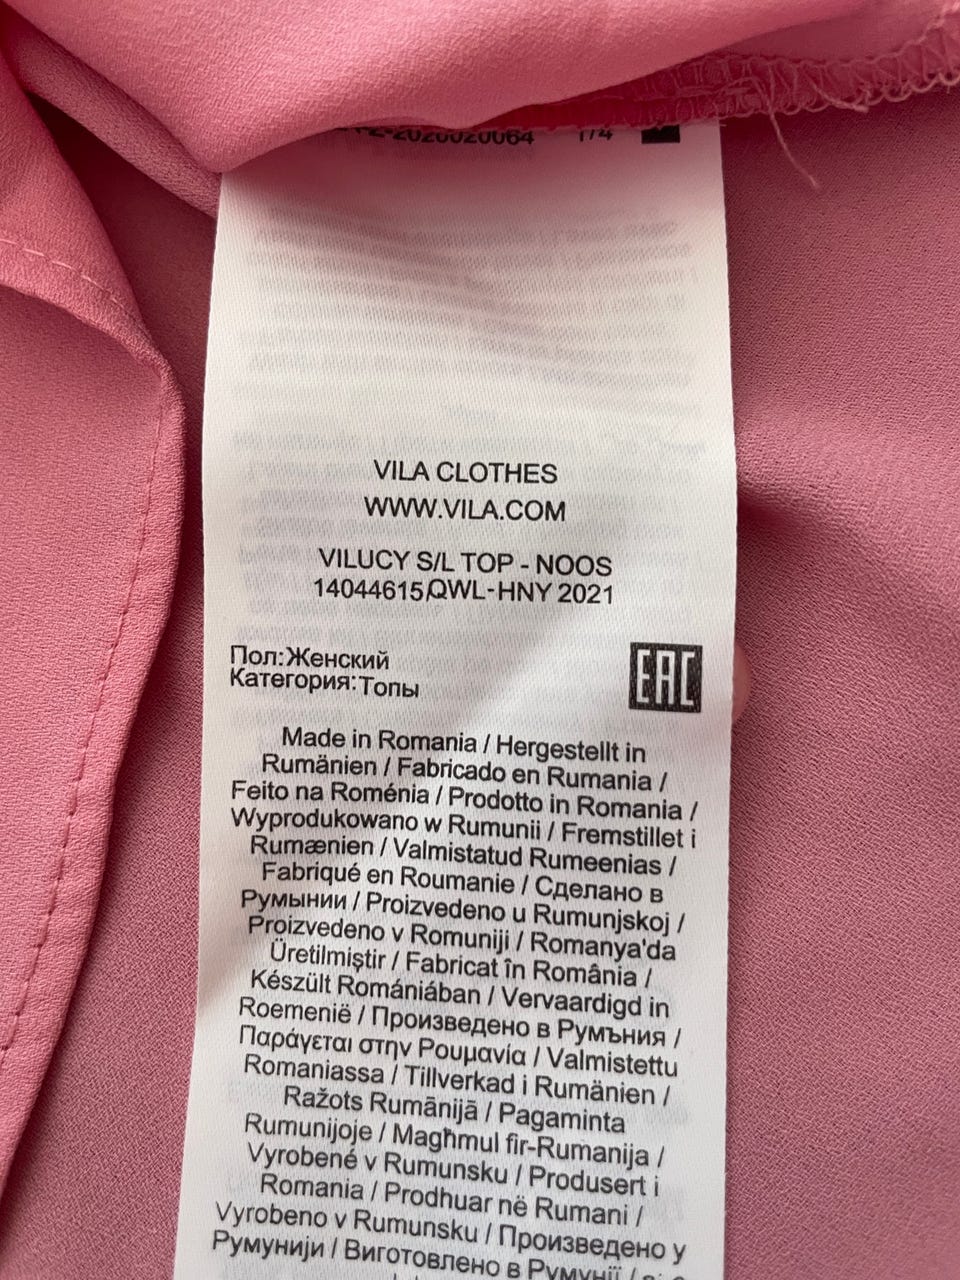 1/4
VILA CLOTHES
WWW.VILA.COM
VILUCY S/L TOP - NOOS
14044615,QWL-HNY 2021
Пол:Женский
Категория:Топы
EAC
Made in Romania / Hergestellt in
Rumänien / Fabricado en Rumania /
Feito na Roménia / Prodotto in Romania /
Wyprodukowano w Rumunii / Fremstillet i
Rumænien / Valmistatud Rumeenias /
Fabriqué en Roumanie / Сделано в
Румынии / Proizvedeno u Rumunjskoj /
Proizvedeno v Romuniji / Romanya'da
Üretilmiştir / Fabricat în România /
Készült Romániában / Vervaardigd in
Roemenië / Произведено в Румъния /
Παράγεται στην Ρουμανία / Valmistettu
Romaniassa / Tillverkad i Rumänien /
Ražots Rumānijā / Pagaminta
Rumunijoje / Magħmul fir-Rumanija /
Vyrobené v Rumunsku / Produsert i
Romania / Prodhuar në Rumani /
Vyrobeno v Rumunsku / Произведено у
Румунији / Виготовлено в Румунії /